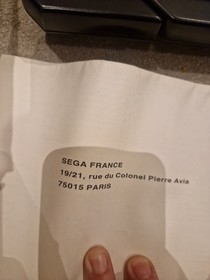 SEGA FRANCE
19/21, rue du Colonel Pierre Avia
75015 PARIS